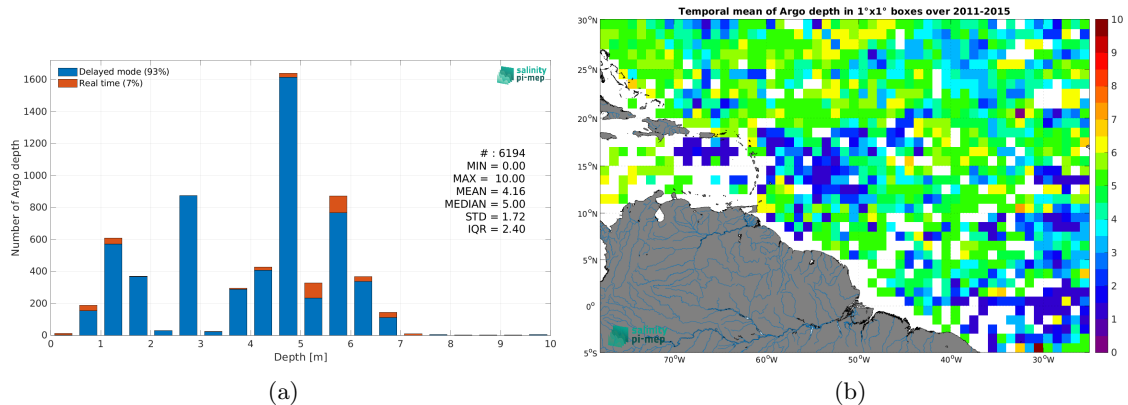 Delayed mode (93%)
Real time (7%)
salinity
pi-mep
# : 6194
MIN = 0.00
MAX = 10.00
MEAN = 4.16
MEDIAN = 5.00
STD = 1.72
IQR = 2.40
Number of Argo depth
1600
1400
1200
1000
800
600
400
200
0
0 1 2 3 4 5 6 7 8 9 10
Depth [m]
(a)
Temporal mean of Argo depth in 1°x1° boxes over 2011-2015
30°N
25°N
20°N
15°N
10°N
5°N
0°
5°S
70°W 60°W 50°W 40°W 30°W
salinity
pi-mep
10
9
8
7
6
5
4
3
2
1
0
(b)